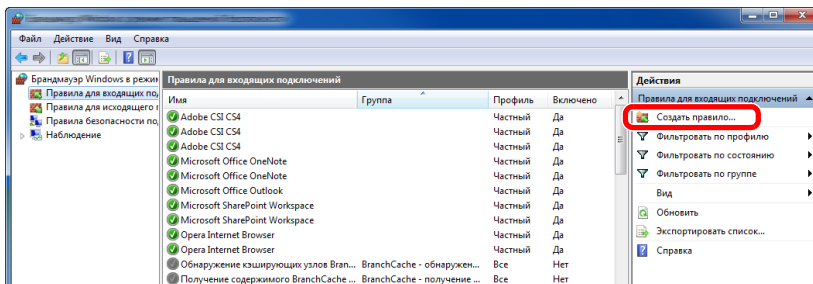 Файл Действие Вид Справка
Брандмауэр Windows в режи
Правила для входящих по
Правила для исходящего п
Правила безопасности по
Наблюдение
Правила для входящих подключений
Имя Группа Профиль Включено
Adobe CSI CS4 Частный Да
Adobe CSI CS4 Частный Да
Adobe CSI CS4 Частный Да
Microsoft Office OneNote Частный Да
Microsoft Office OneNote Частный Да
Microsoft Office Outlook Частный Да
Microsoft SharePoint Workspace Частный Да
Microsoft SharePoint Workspace Частный Да
Opera Internet Browser Частный Да
Opera Internet Browser Частный Да
Обнаружение кэширующих узлов Bran... BranchCache - обнаружен... Все Нет
Получение содержимого BranchCache ... BranchCache - получение ... Все Нет
Действия
Правила для входящих подключений
Создать правило...
Фильтровать по профилю
Фильтровать по состоянию
Фильтровать по группе
Вид
Обновить
Экспортировать список...
Справка